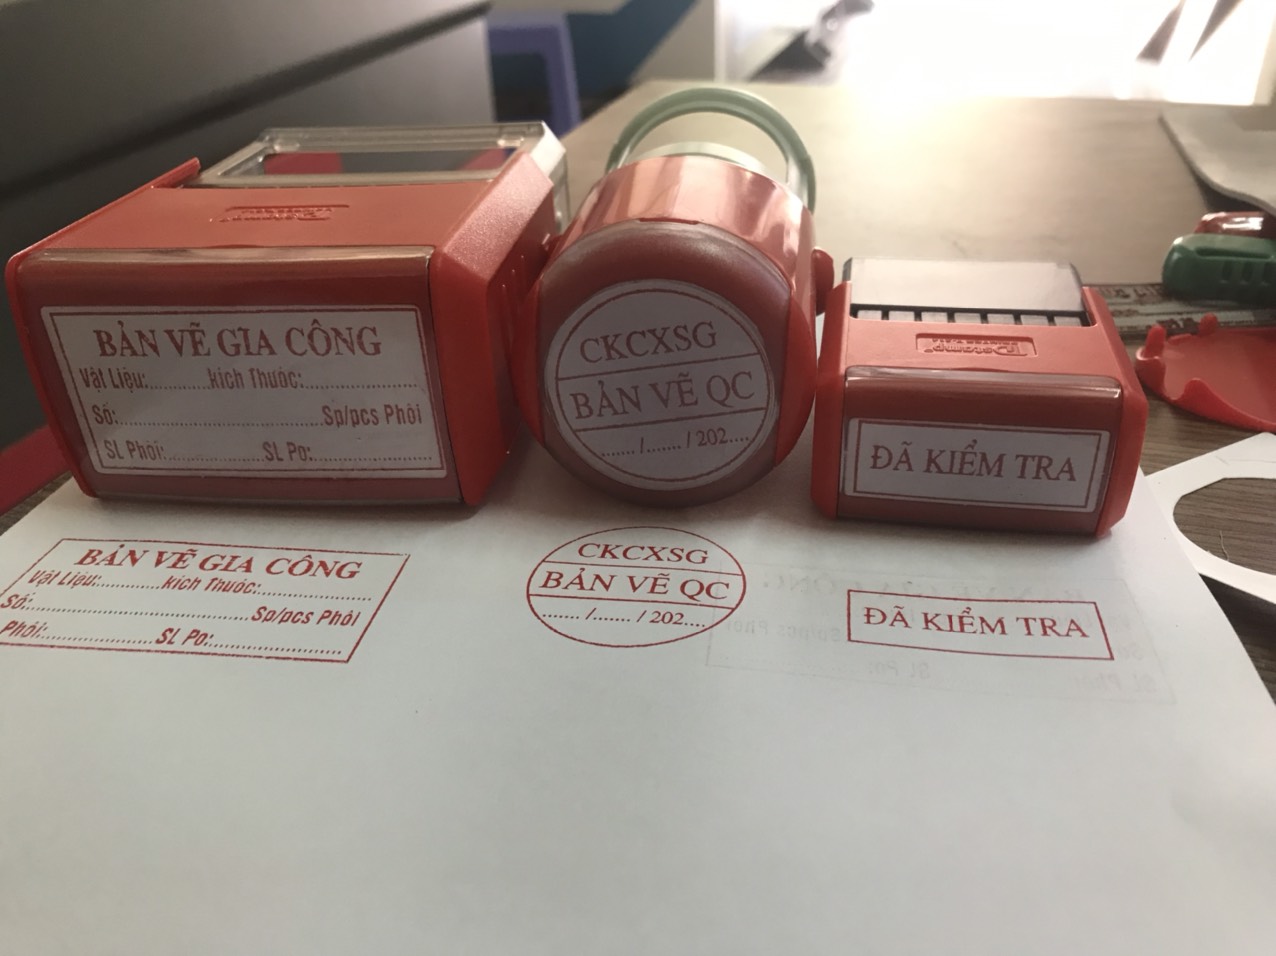 BẢN VẼ GIA CÔNG
Vật Liệu:..............kích Thước:........................
Số:.................................................Sp/pcs Phôi
SL Phôi:........................SL Po:..........................
CKCXSG
BẢN VẼ QC
....... /....... / 202....
ĐÃ KIỂM TRA
BẢN VẼ GIA CÔNG
Vật Liệu:..............kích Thước:........................
Số:.................................................Sp/pcs Phôi
Phôi:........................SL Po:..........................
CKCXSG
BẢN VẼ QC
....... /....... / 202....
ĐÃ KIỂM TRA